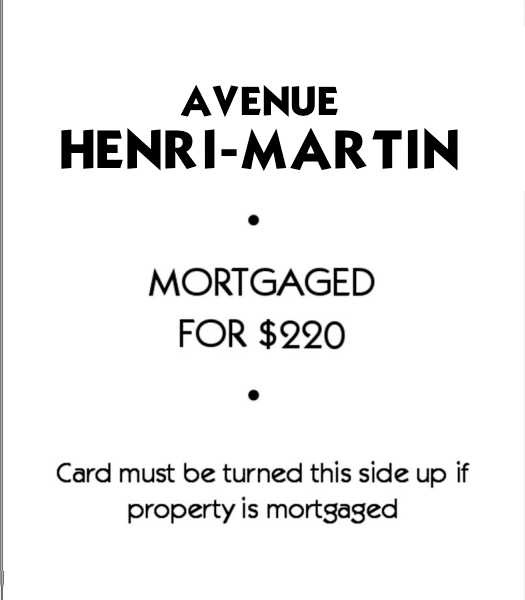 AVENUE
HENRI-MARTIN
•
MORTGAGED
FOR $220
•
Card must be turned this side up if
property is mortgaged